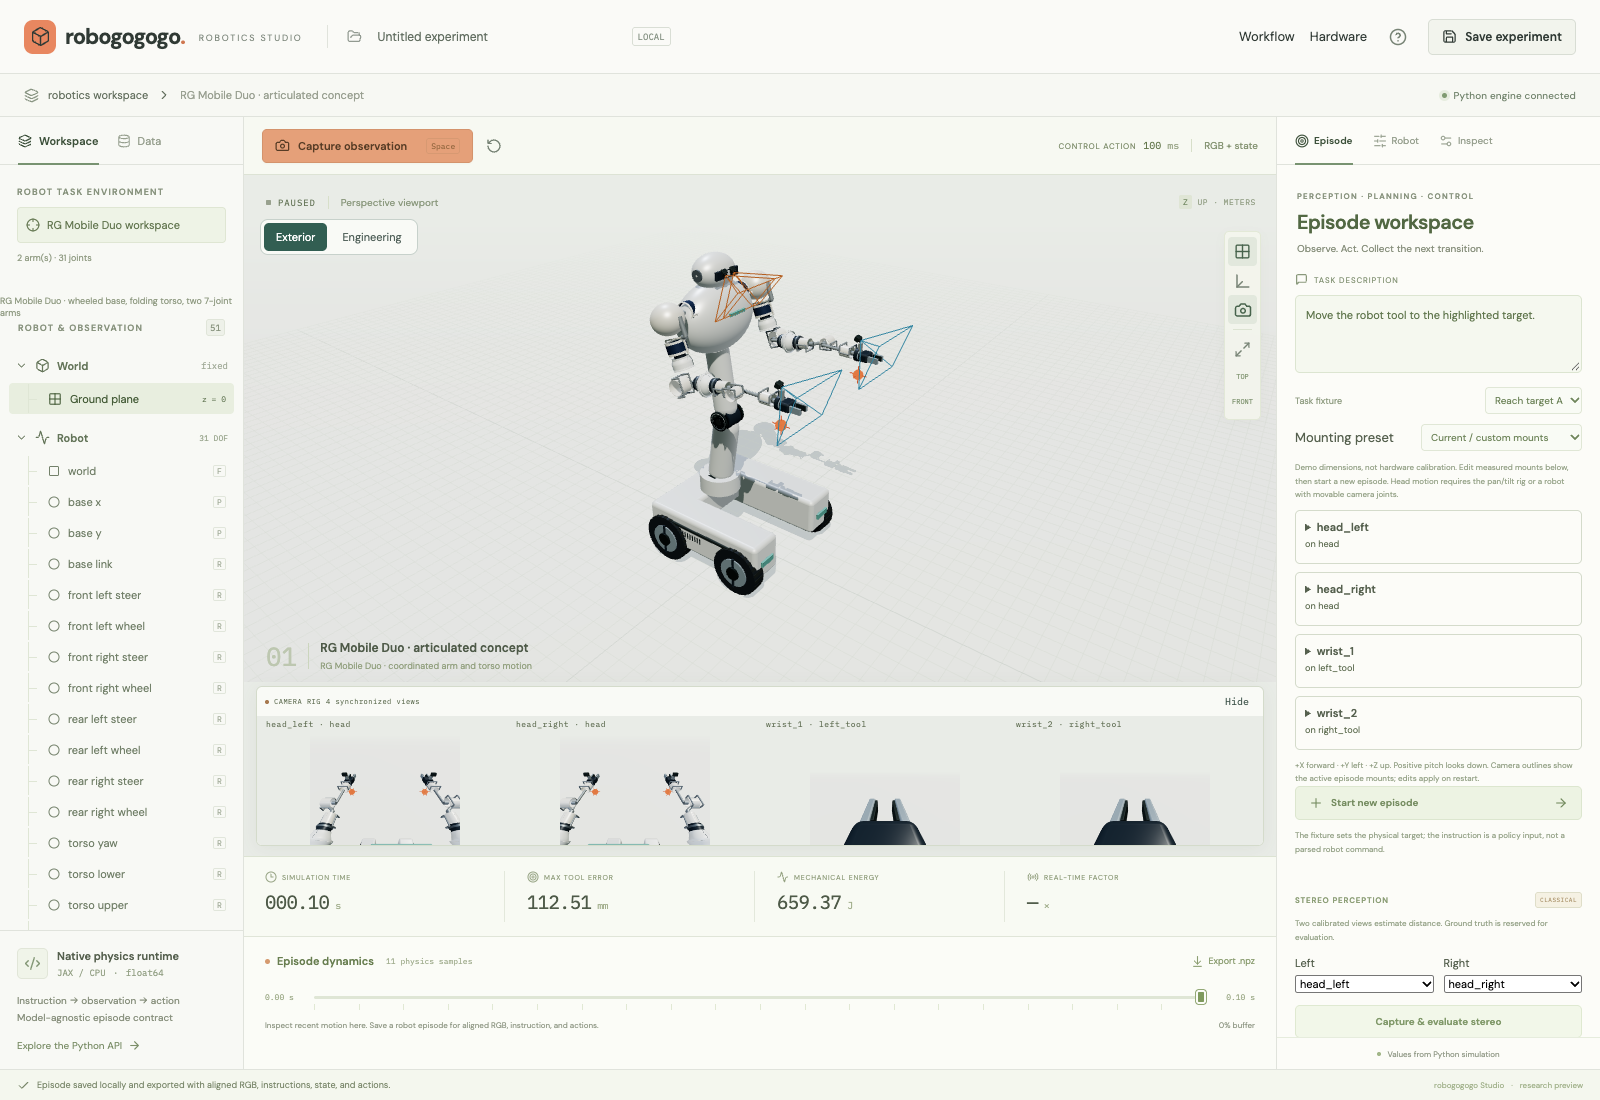 robogogogo.
ROBOTICS STUDIO
Untitled experiment
LOCAL
Workflow
Hardware
Save experiment
robotics workspace
RG Mobile Duo · articulated concept
Python engine connected
Workspace
Data
ROBOT TASK ENVIRONMENT
RG Mobile Duo workspace
2 arm(s) · 31 joints
RG Mobile Duo · wheeled base, folding torso, two 7-joint
arms
ROBOT & OBSERVATION
51
World
fixed
Ground plane
z = 0
Robot
31 DOF
world
F
base x
P
base y
P
base link
R
front left steer
R
front left wheel
R
front right steer
R
front right wheel
R
rear left steer
R
rear left wheel
R
rear right steer
R
rear right wheel
R
torso yaw
R
torso lower
R
torso upper
R
Native physics runtime
JAX / CPU · float64
Instruction → observation → action
Model-agnostic episode contract
Explore the Python API →
Capture observation
Space
CONTROL ACTION 100 ms
RGB + state
PAUSED
Perspective viewport
Z UP · METERS
Exterior
Engineering
TOP
FRONT
01
RG Mobile Duo · articulated concept
RG Mobile Duo · coordinated arm and torso motion
CAMERA RIG 4 synchronized views
Hide
head_left · head
head_right · head
wrist_1 · left_tool
wrist_2 · right_tool
SIMULATION TIME
000.10 s
MAX TOOL ERROR
112.51 mm
MECHANICAL ENERGY
659.37 J
REAL-TIME FACTOR
— ×
Episode dynamics
11 physics samples
Export .npz
0.00 s
0.10 s
Inspect recent motion here. Save a robot episode for aligned RGB, instruction, and actions.
0% buffer
Episode
Robot
Inspect
PERCEPTION · PLANNING · CONTROL
Episode workspace
Observe. Act. Collect the next transition.
TASK DESCRIPTION
Move the robot tool to the highlighted target.
Task fixture
Reach target A
Mounting preset
Current / custom mounts
Demo dimensions, not hardware calibration. Edit measured mounts below,
then start a new episode. Head motion requires the pan/tilt rig or a robot
with movable camera joints.
head_left
on head
head_right
on head
wrist_1
on left_tool
wrist_2
on right_tool
+X forward · +Y left · +Z up. Positive pitch looks down. Camera outlines show
the active episode mounts; edits apply on restart.
Start new episode
The fixture sets the physical target; the instruction is a policy input, not a
parsed robot command.
STEREO PERCEPTION
CLASSICAL
Two calibrated views estimate distance. Ground truth is reserved for
evaluation.
Left
Right
head_left
head_right
Capture & evaluate stereo
Values from Python simulation
Episode saved locally and exported with aligned RGB, instructions, state, and actions.
robogogogo Studio · research preview